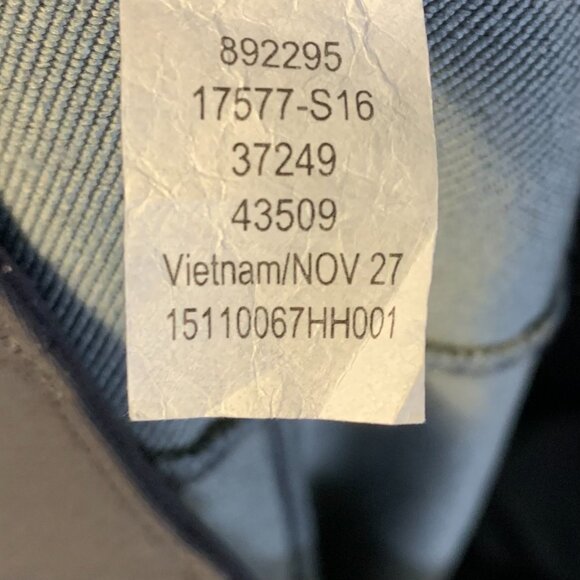 892295
17577-S16
37249
43509
Vietnam/NOV 27
15110067HH001